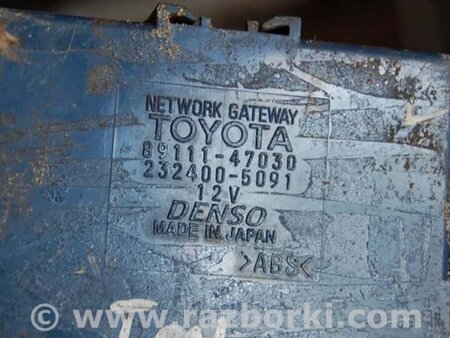 NETWORK GATEWAY
TOYOTA
89111-47030
232400-5091
12V
DENSO
MADE IN JAPAN
>ABS<
© www.razborki.com